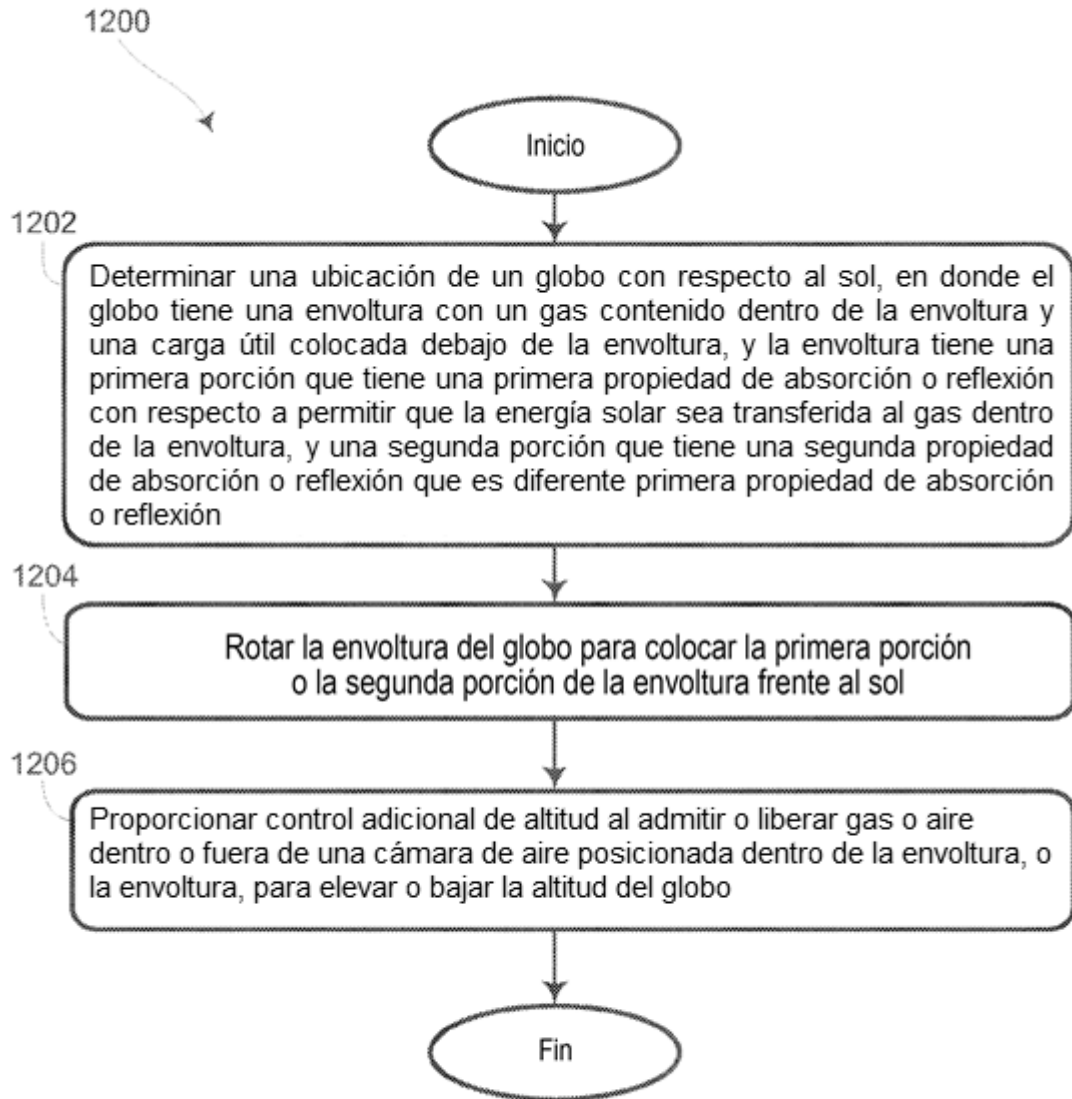 1200
Inicio
1202
Determinar una ubicación de un globo con respecto al sol, en donde el
globo tiene una envoltura con un gas contenido dentro de la envoltura y
una carga útil colocada debajo de la envoltura, y la envoltura tiene una
primera porción que tiene una primera propiedad de absorción o reflexión
con respecto a permitir que la energía solar sea transferida al gas dentro
de la envoltura, y una segunda porción que tiene una segunda propiedad
de absorción o reflexión que es diferente primera propiedad de absorción
o reflexión
1204
Rotar la envoltura del globo para colocar la primera porción
o la segunda porción de la envoltura frente al sol
1206
Proporcionar control adicional de altitud al admitir o liberar gas o aire
dentro o fuera de una cámara de aire posicionada dentro de la envoltura, o
la envoltura, para elevar o bajar la altitud del globo
Fin